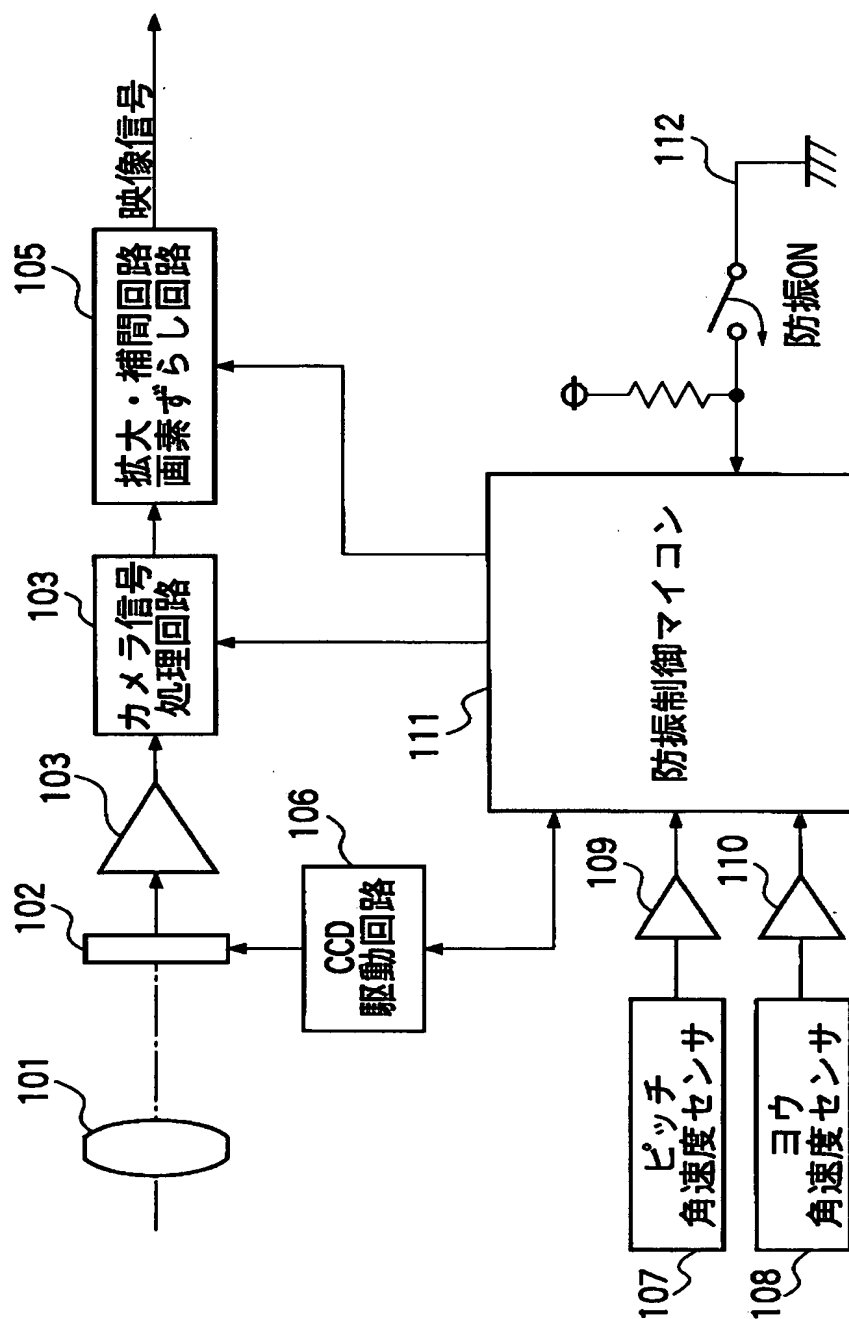 101
102
103
103
カメラ信号
処理回路
105
拡大・補間回路
画素ずらし回路
映像信号
106
CCD
駆動回路
107
ピッチ
角速度センサ
108
ヨウ
角速度センサ
109
110
111
防振制御マイコン
防振ON
112